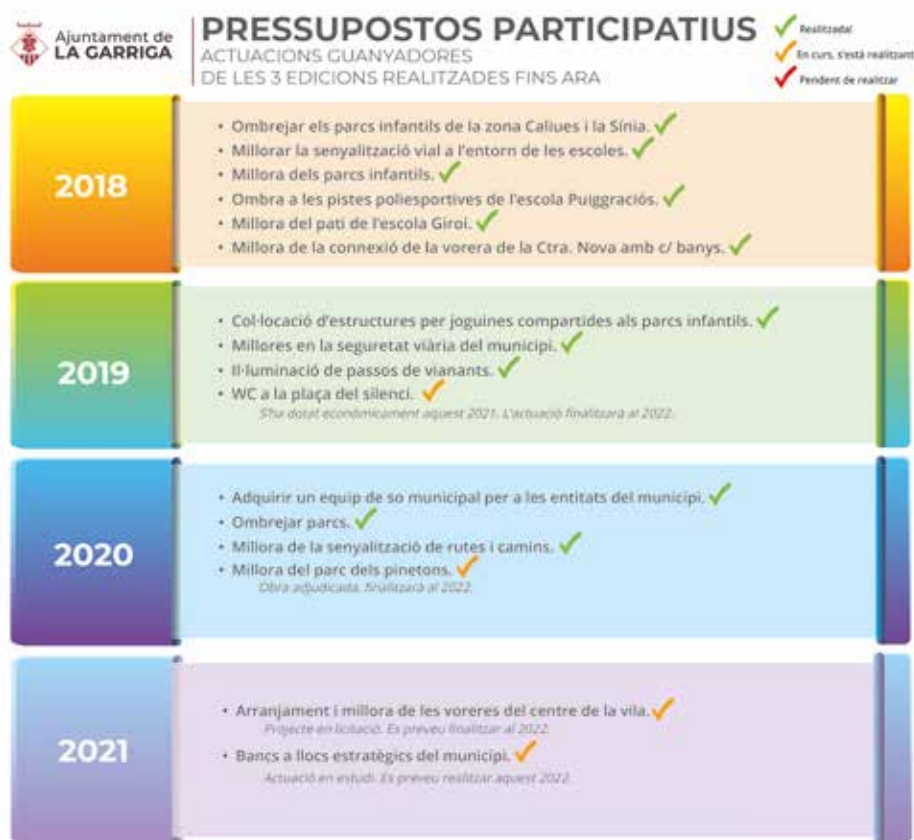 Ajuntament de
LA GARRIGA
PRESSUPOSTOS PARTICIPATIUS
ACTUACIONS GUANYADORES
DE LES 3 EDICIONS REALITZADES FINS ARA
Realitzada!
En curs, s'està realitzant
Pendent de realitzar
2018
• Ombrejar els parcs infantils de la zona Caliues i la Sínia.
• Millorar la senyalització vial a l'entorn de les escoles.
• Millora dels parcs infantils.
• Ombra a les pistes poliesportives de l'escola Puiggraciós.
• Millora del pati de l'escola Giroi.
• Millora de la connexió de la vorera de la Ctra. Nova amb c/ banys.
2019
• Col·locació d'estructures per joguines compartides als parcs infantils.
• Millores en la seguretat viària del municipi.
• Il·luminació de passos de vianants.
• WC a la plaça del silenci.
S'ha dotat econòmicament aquest 2021. L'actuació finalitzarà al 2022.
2020
• Adquirir un equip de so municipal per a les entitats del municipi.
• Ombrejar parcs.
• Millora de la senyalització de rutes i camins.
• Millora del parc dels pinetons.
Obra adjudicada, finalitzarà al 2022.
2021
• Arranjament i millora de les voreres del centre de la vila.
Projecte en licitació. Es preveu finalitzar al 2022.
• Bancs a llocs estratègics del municipi.
Actuació en estudi. Es preveu realitzar aquest 2022.